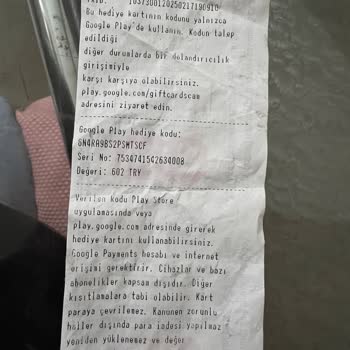 Bu hediye kartının kodunu yalnızca
Google Play'de kullanın. Kodun talep
edildiği
diğer durumlarda bir dolandırıcılık
girişimiyle
karşı karşıya olabilirsiniz.
play.google.com/giftcardscam
adresini ziyaret edin.
Google Play hediye kodu:
GN4RA9BS2PSMTSCF
Seri No: 7534741542634008
Değeri: 602 TRY
Verilen kodu Play Store
uygulamasında veya
play.google.com adresinde girerek
hediye kartını kullanabilirsiniz.
Google Payments hesabı ve internet
erişimi gerektirir. Cihazlar ve bazı
abonelikler kapsam dışıdır. Diğer
kısıtlamalara tabi olabilir. Kart
paraya çevrilemez. Kanunen zorunlu
haller dışında para iadesi yapılmaz
yeniden yüklenemez ve değer